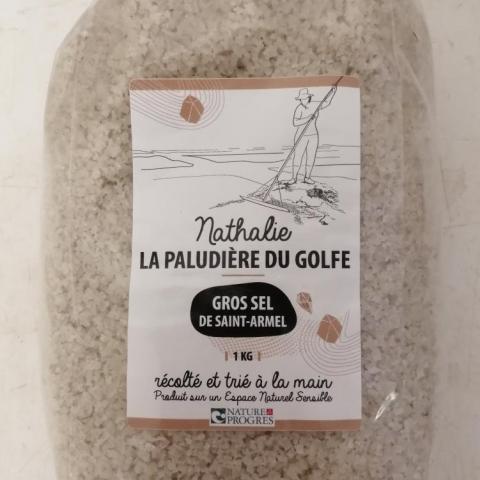 Nathalie
LA PALUDIÈRE DU GOLFE
GROS SEL
DE SAINT-ARMEL
1 KG
récolté et trié à la main
Produit sur un Espace Naturel Sensible
NATURE &
PROGRES